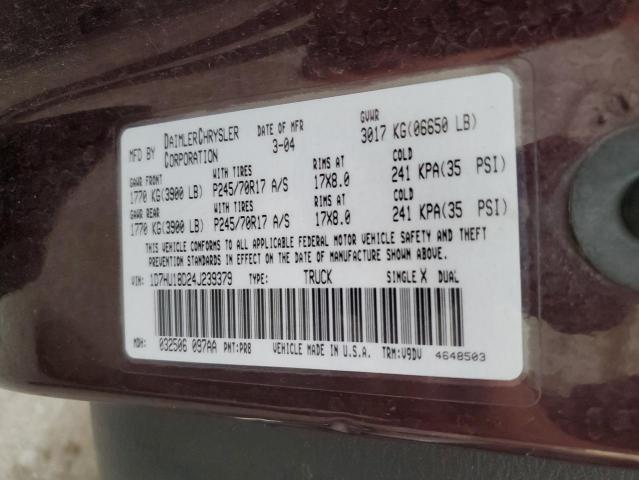 MFD BY DAIMLERCHRYSLER CORPORATION DATE OF MFR 3-04 GVWR 3017 KG(06650 LB)
GAWR FRONT WITH TIRES RIMS AT COLD
1770 KG(3900 LB) P245/70R17 A/S 17X8.0 241 KPA(35 PSI)
GAWR REAR WITH TIRES RIMS AT COLD
1770 KG(3900 LB) P245/70R17 A/S 17X8.0 241 KPA(35 PSI)
THIS VEHICLE CONFORMS TO ALL APPLICABLE FEDERAL MOTOR VEHICLE SAFETY AND THEFT
PREVENTION STANDARDS IN EFFECT ON THE DATE OF MANUFACTURE SHOWN ABOVE.
VIN: 1D7HU18D24J239379 TYPE: TRUCK SINGLE X DUAL
MDH: 032506 097AA PNT:PR8 VEHICLE MADE IN U.S.A. TRM:V9DV 4648503